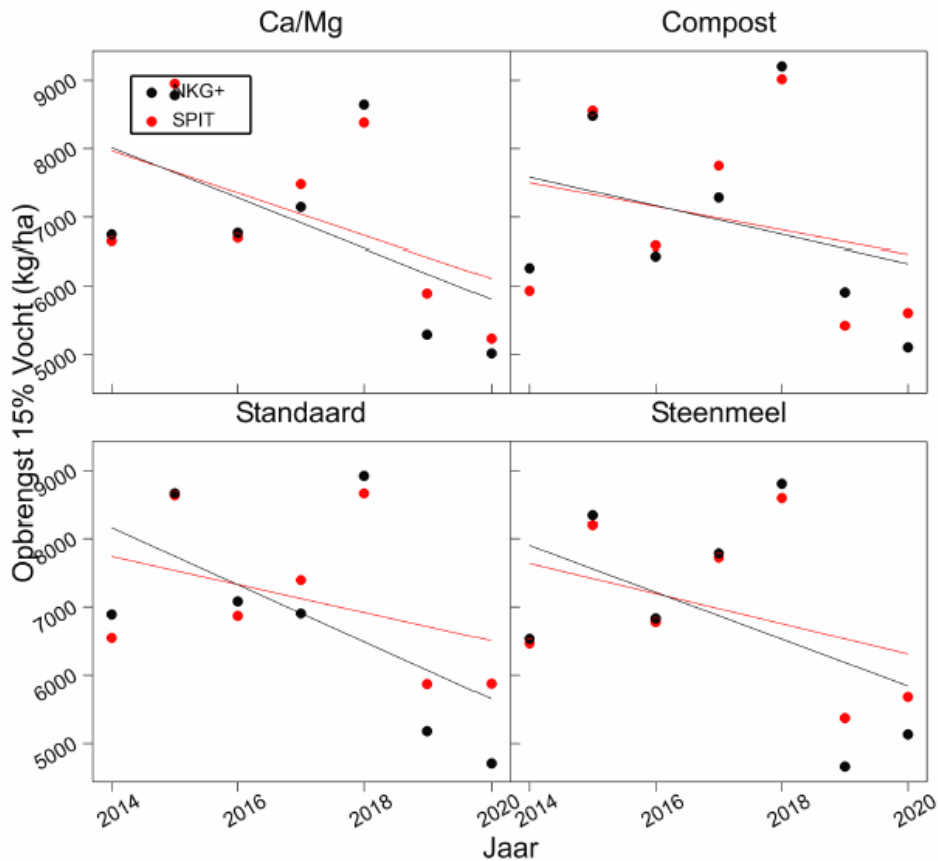 Ca/Mg
Compost
NKG+
SPIT
9000
8000
7000
6000
5000
Standaard
Steenmeel
9000
8000
7000
6000
5000
Opbrengst 15% Vocht (kg/ha)
2014
2016
2018
2020
2014
2016
2018
2020
Jaar